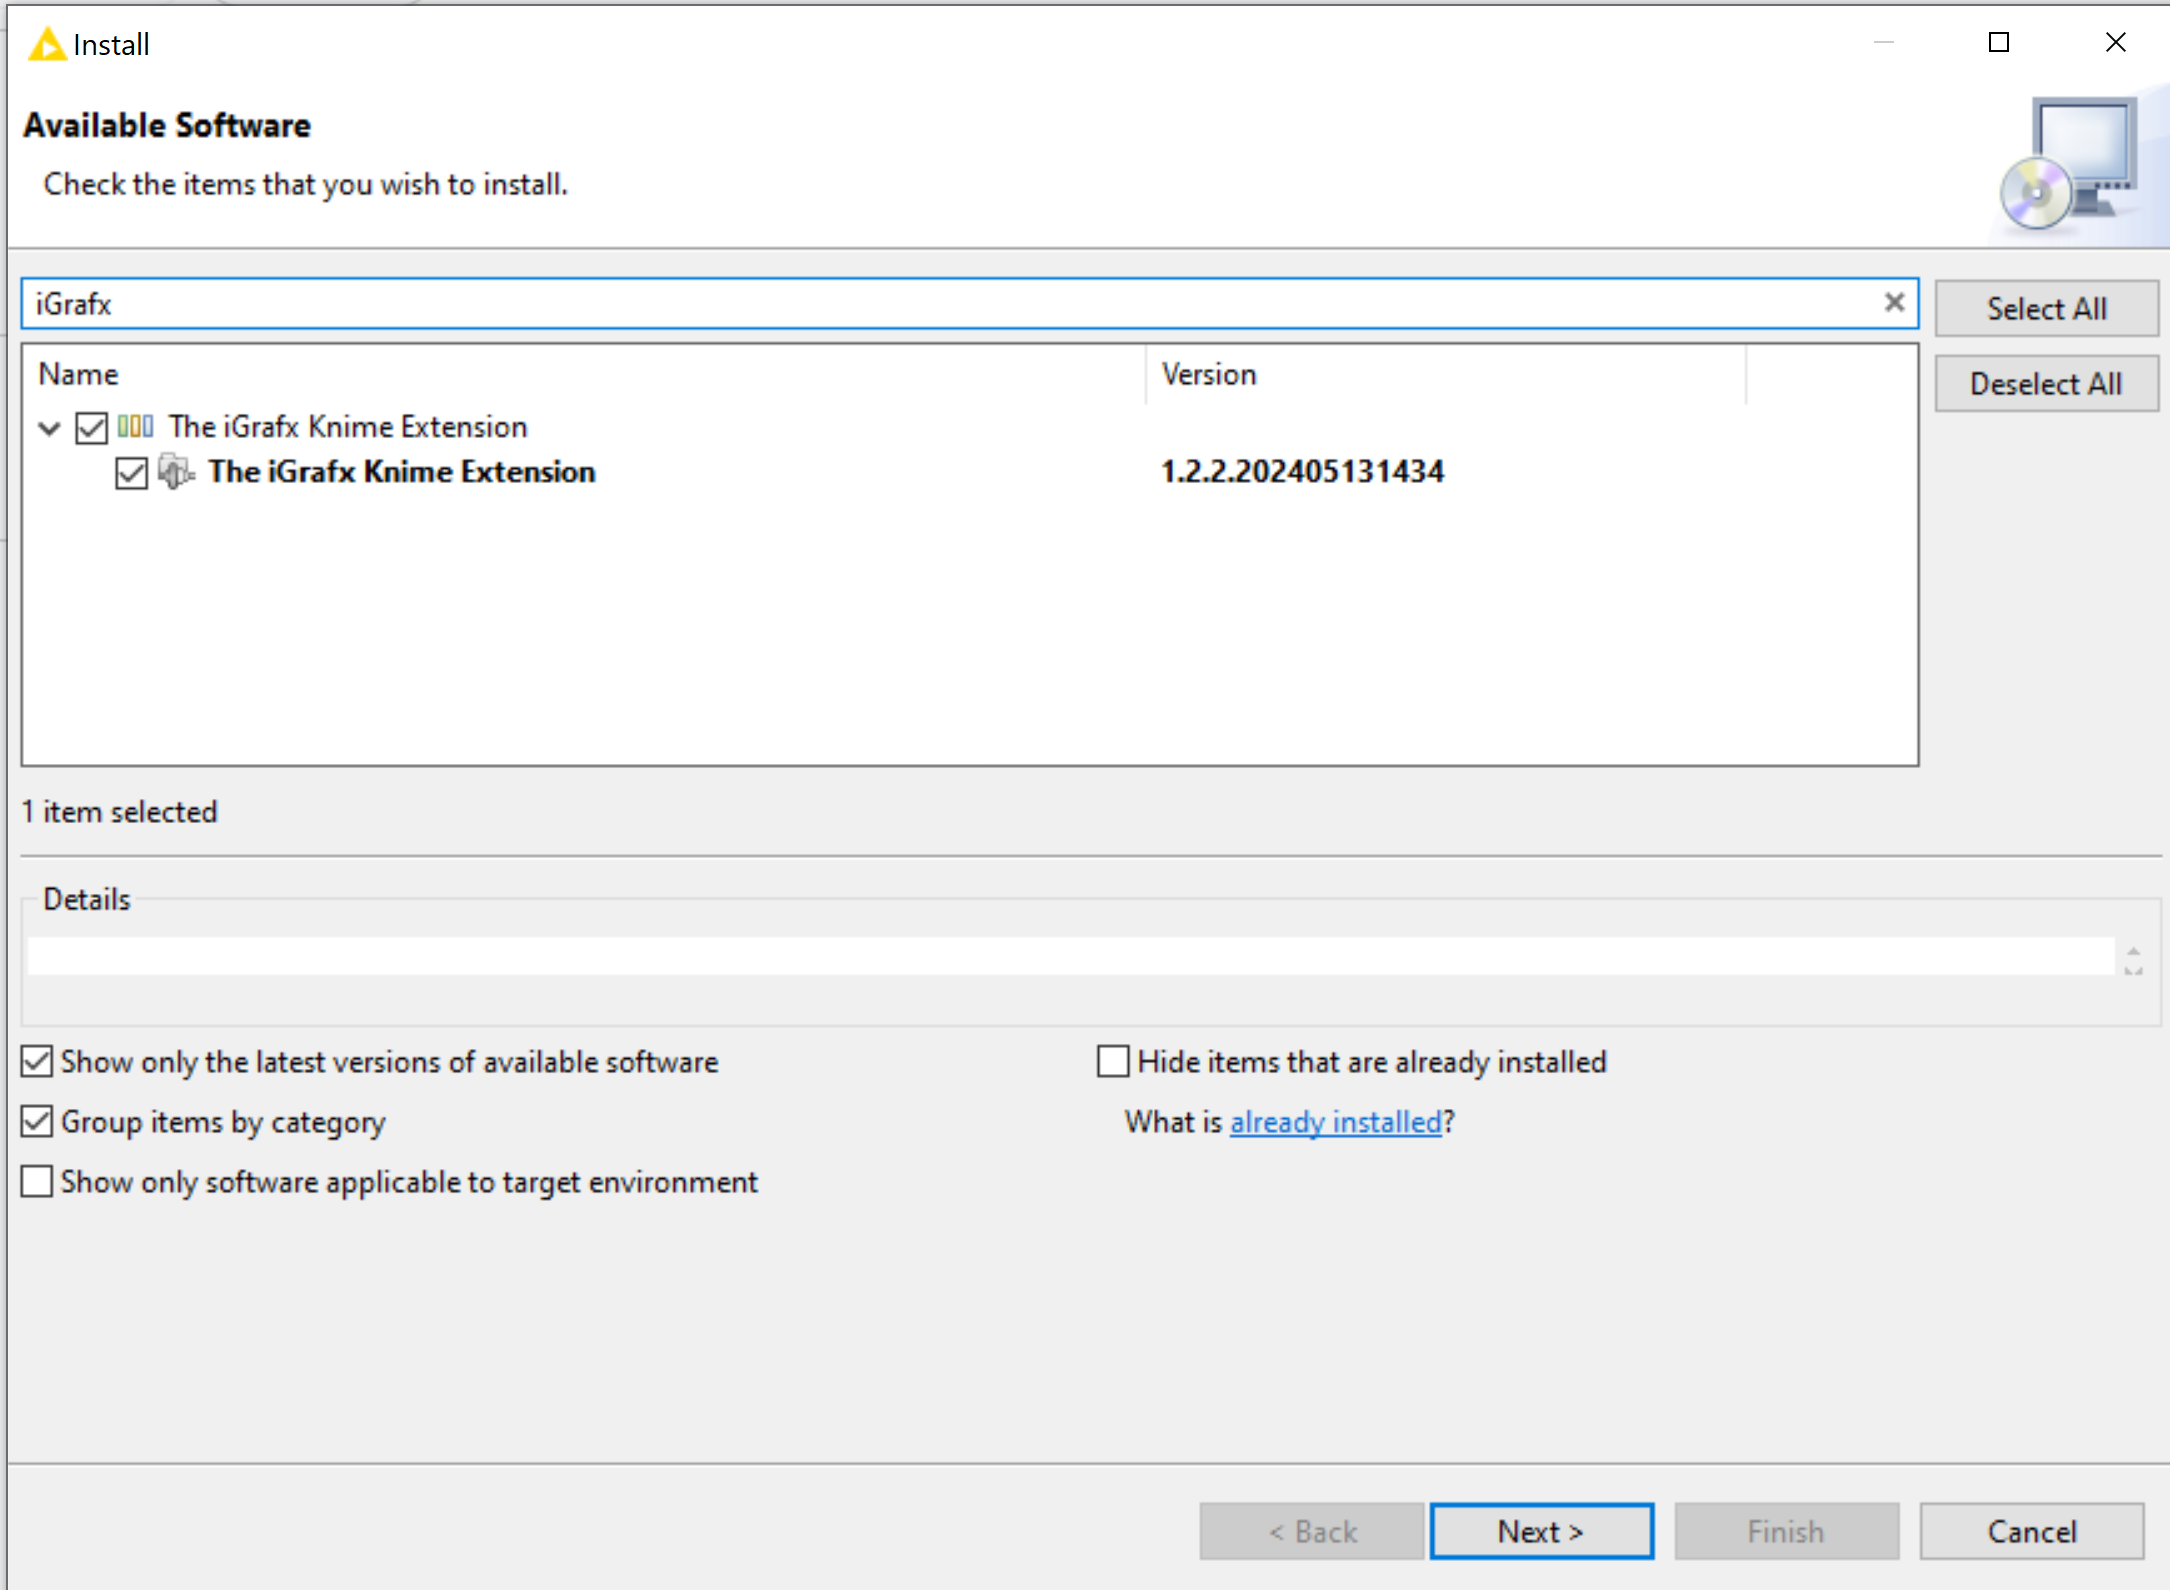 Install
Available Software
Check the items that you wish to install.
iGrafx
Select All
Name Version
Deselect All
The iGrafx Knime Extension
The iGrafx Knime Extension 1.2.2.202405131434
1 item selected
Details
Show only the latest versions of available software
Hide items that are already installed
Group items by category
What is already installed?
Show only software applicable to target environment
< Back Next > Finish Cancel